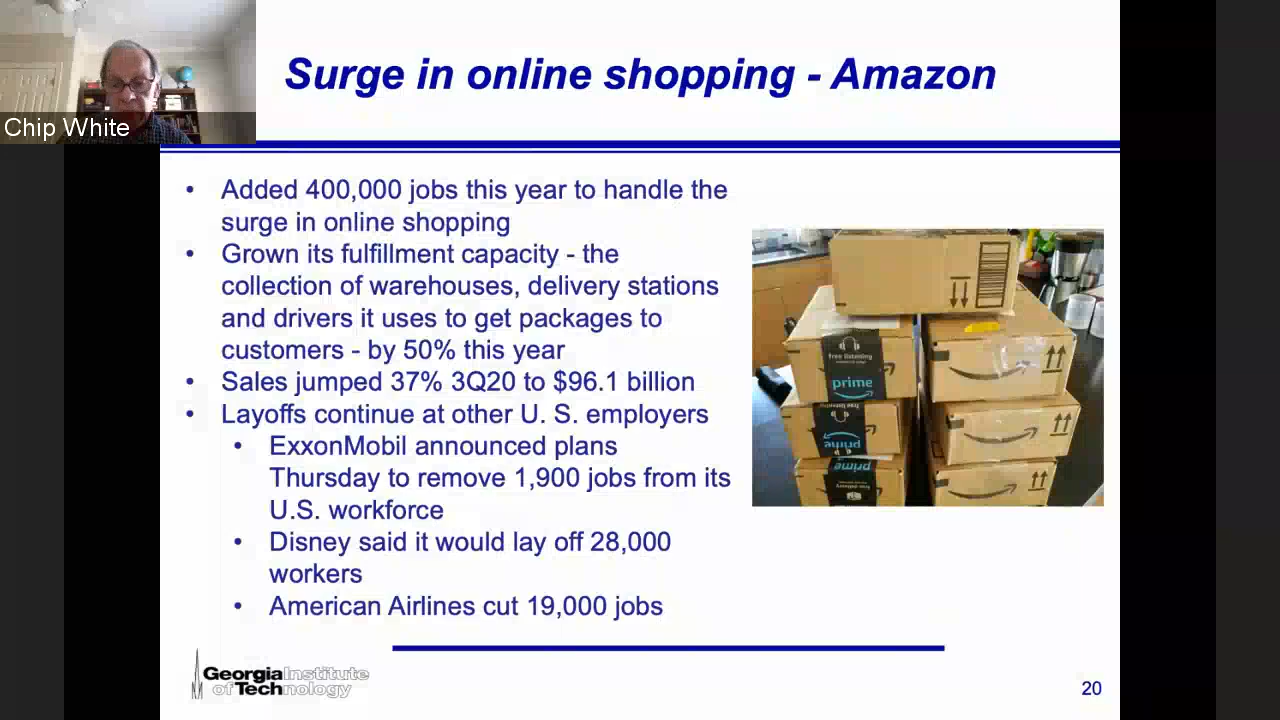 Surge in online shopping - Amazon
Chip White
• Added 400,000 jobs this year to handle the
surge in online shopping
• Grown its fulfillment capacity - the
collection of warehouses, delivery stations
and drivers it uses to get packages to
customers - by 50% this year
• Sales jumped 37% 3Q20 to $96.1 billion
• Layoffs continue at other U. S. employers
• ExxonMobil announced plans
Thursday to remove 1,900 jobs from its
U.S. workforce
• Disney said it would lay off 28,000
workers
• American Airlines cut 19,000 jobs
free listening
prime
prime
prime
Georgia Institute
of Technology
20